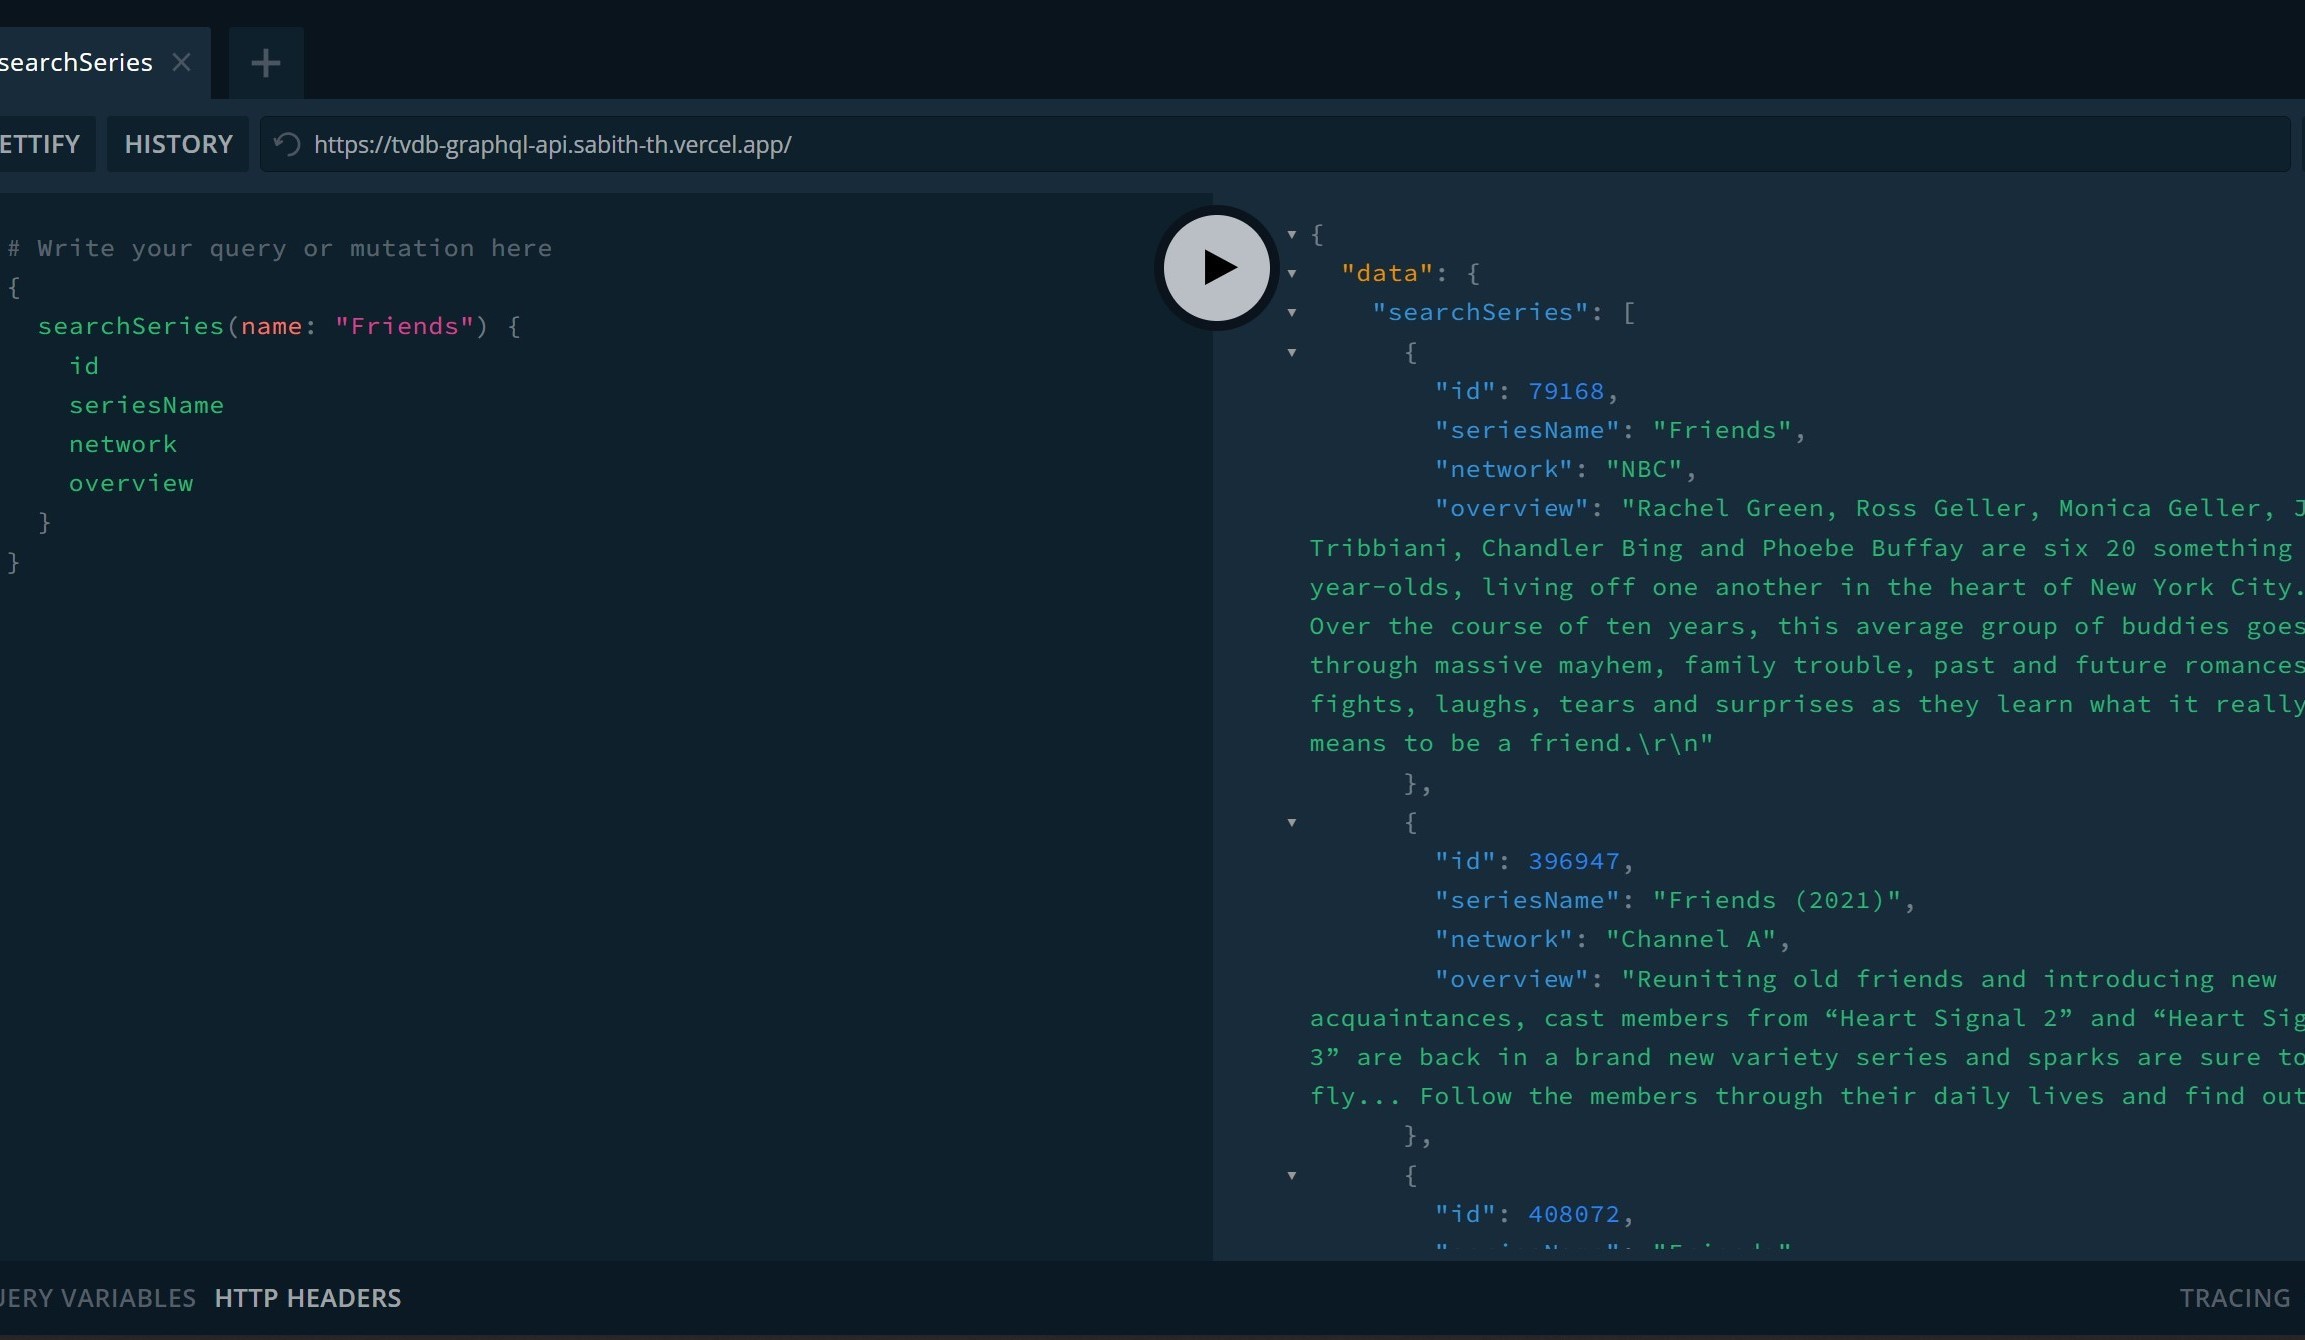 searchSeries
ETTIFY
HISTORY
https://tvdb-graphql-api.sabith-th.vercel.app/
# Write your query or mutation here
{
searchSeries(name: "Friends") {
id
seriesName
network
overview
}
}
{
"data": {
"searchSeries": [
{
"id": 79168,
"seriesName": "Friends",
"network": "NBC",
"overview": "Rachel Green, Ross Geller, Monica Geller, J
Tribbiani, Chandler Bing and Phoebe Buffay are six 20 something
year-olds, living off one another in the heart of New York City.
Over the course of ten years, this average group of buddies goes
through massive mayhem, family trouble, past and future romances
fights, laughs, tears and surprises as they learn what it really
means to be a friend.\r\n"
},
{
"id": 396947,
"seriesName": "Friends (2021)",
"network": "Channel A",
"overview": "Reuniting old friends and introducing new
acquaintances, cast members from “Heart Signal 2” and “Heart Sig
3” are back in a brand new variety series and sparks are sure to
fly... Follow the members through their daily lives and find out
},
{
"id": 408072,
UERY VARIABLES
HTTP HEADERS
TRACING